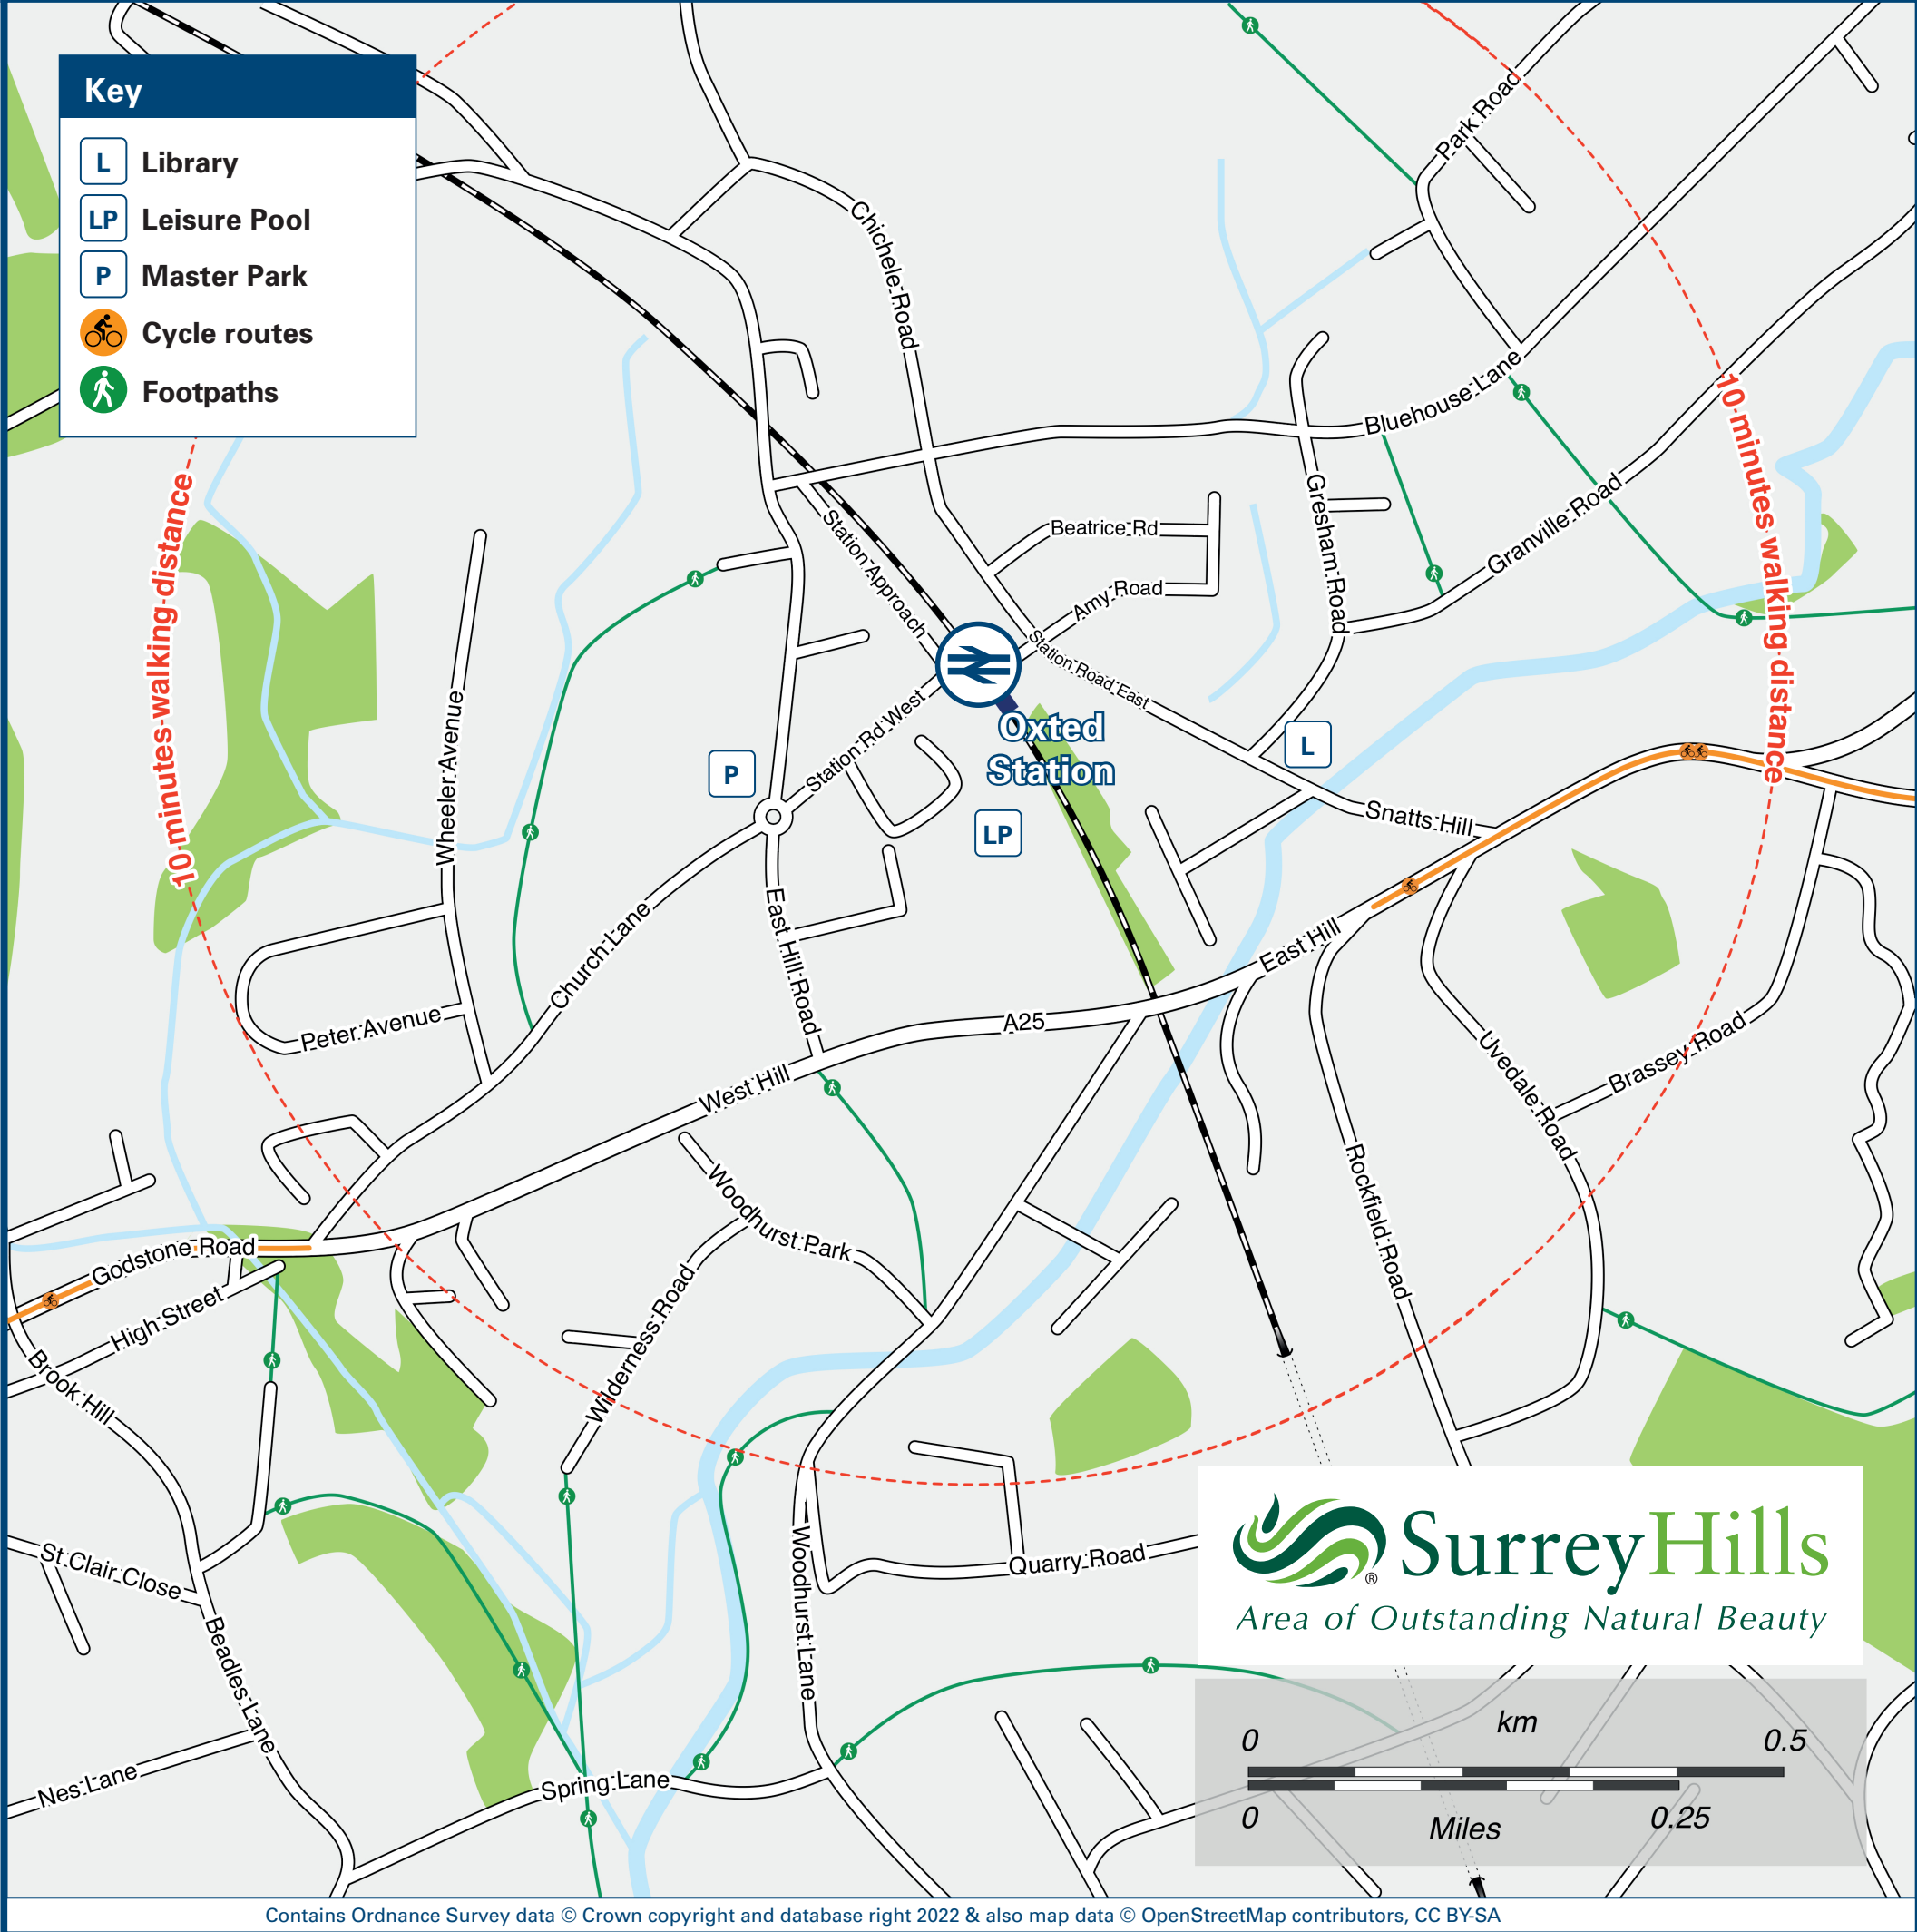 Key
L Library
LP Leisure Pool
P Master Park
Cycle routes
Footpaths
Park Road
Chichele Road
Bluehouse Lane
10 minutes walking distance
10 minutes walking distance
Station Approach
Beatrice Rd
Gresham Road
Granville Road
Amy Road
Station Road East
Station Rd West
Oxted
Station
P
L
LP
Wheeler Avenue
Snatts Hill
Church Lane
East Hill Road
East Hill
Peter Avenue
A25
West Hill
Uvedale Road
Brassey Road
Woodhurst Park
Rockfield Road
Godstone Road
High Street
Wilderness Road
Brook Hill
St Clair Close
Woodhurst Lane
Quarry Road
SurreyHills
®
Area of Outstanding Natural Beauty
Beadles Lane
Nes Lane
Spring Lane
km
0 0.5
0 0.25
Miles
Contains Ordnance Survey data © Crown copyright and database right 2022 & also map data © OpenStreetMap contributors, CC BY-SA